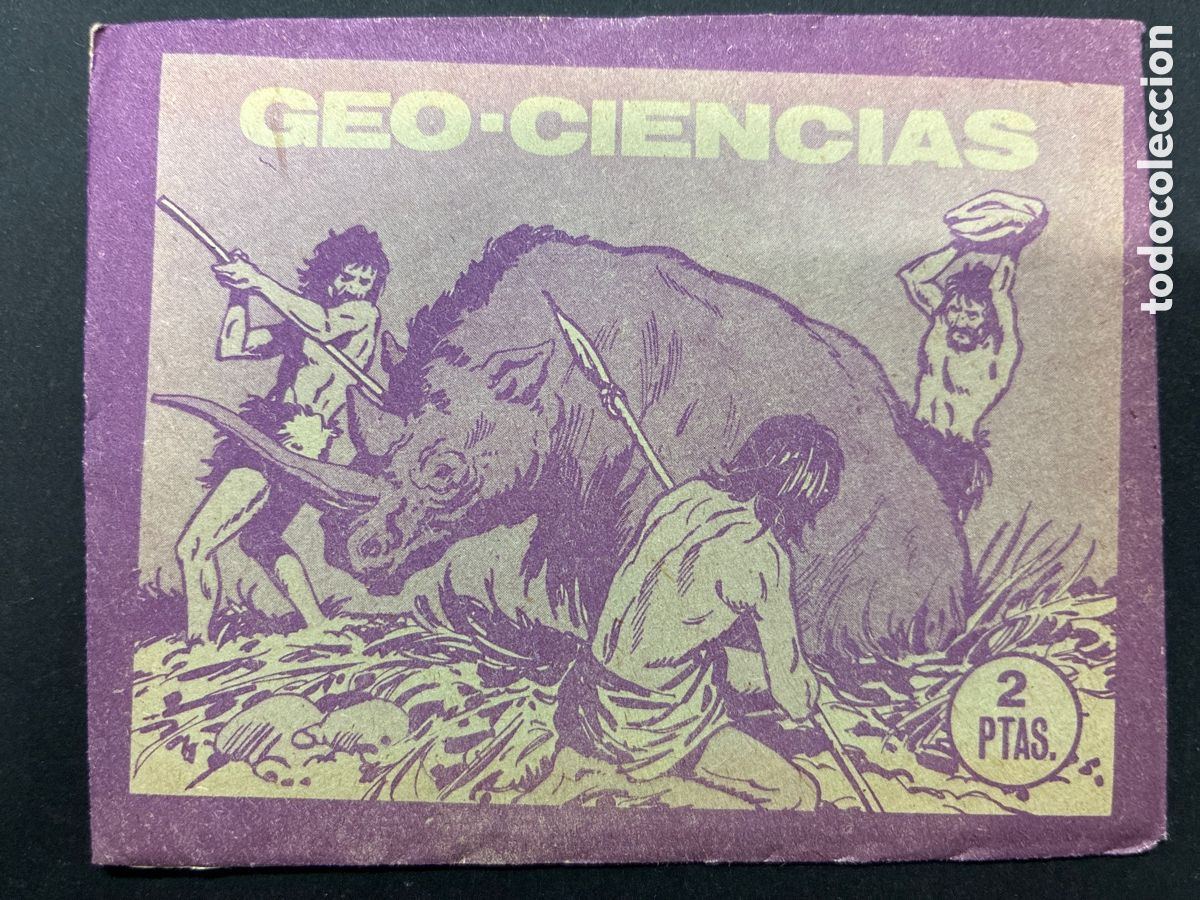 GEO-CIENCIAS
2
PTAS.
todocoleccion